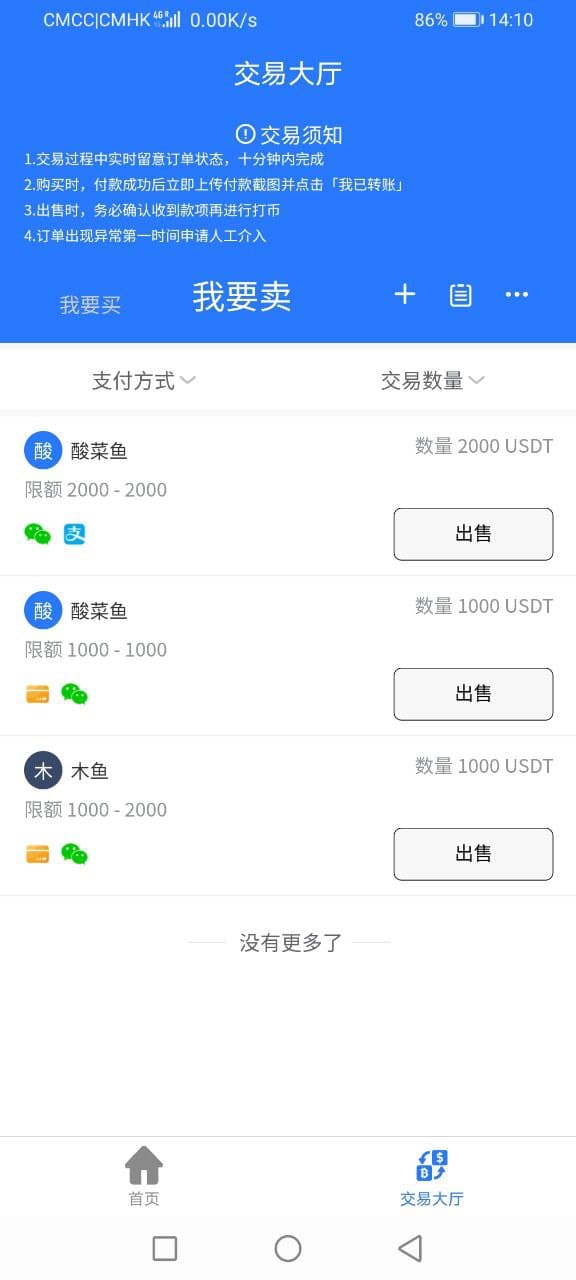 CMCC|CMHK 4G 0.00K/s 86% 14:10
交易大厅
交易须知
1.交易过程中实时留意订单状态，十分钟内完成
2.购买时，付款成功后立即上传付款截图并点击「我已转账」
3.出售时，务必确认收到款项再进行打币
4.订单出现异常第一时间申请人工介入
我要买 我要卖
支付方式 交易数量
酸 酸菜鱼 数量 2000 USDT
限额 2000 - 2000
支 出售
酸 酸菜鱼 数量 1000 USDT
限额 1000 - 1000
出售
木 木鱼 数量 1000 USDT
限额 1000 - 2000
出售
没有更多了
首页 交易大厅